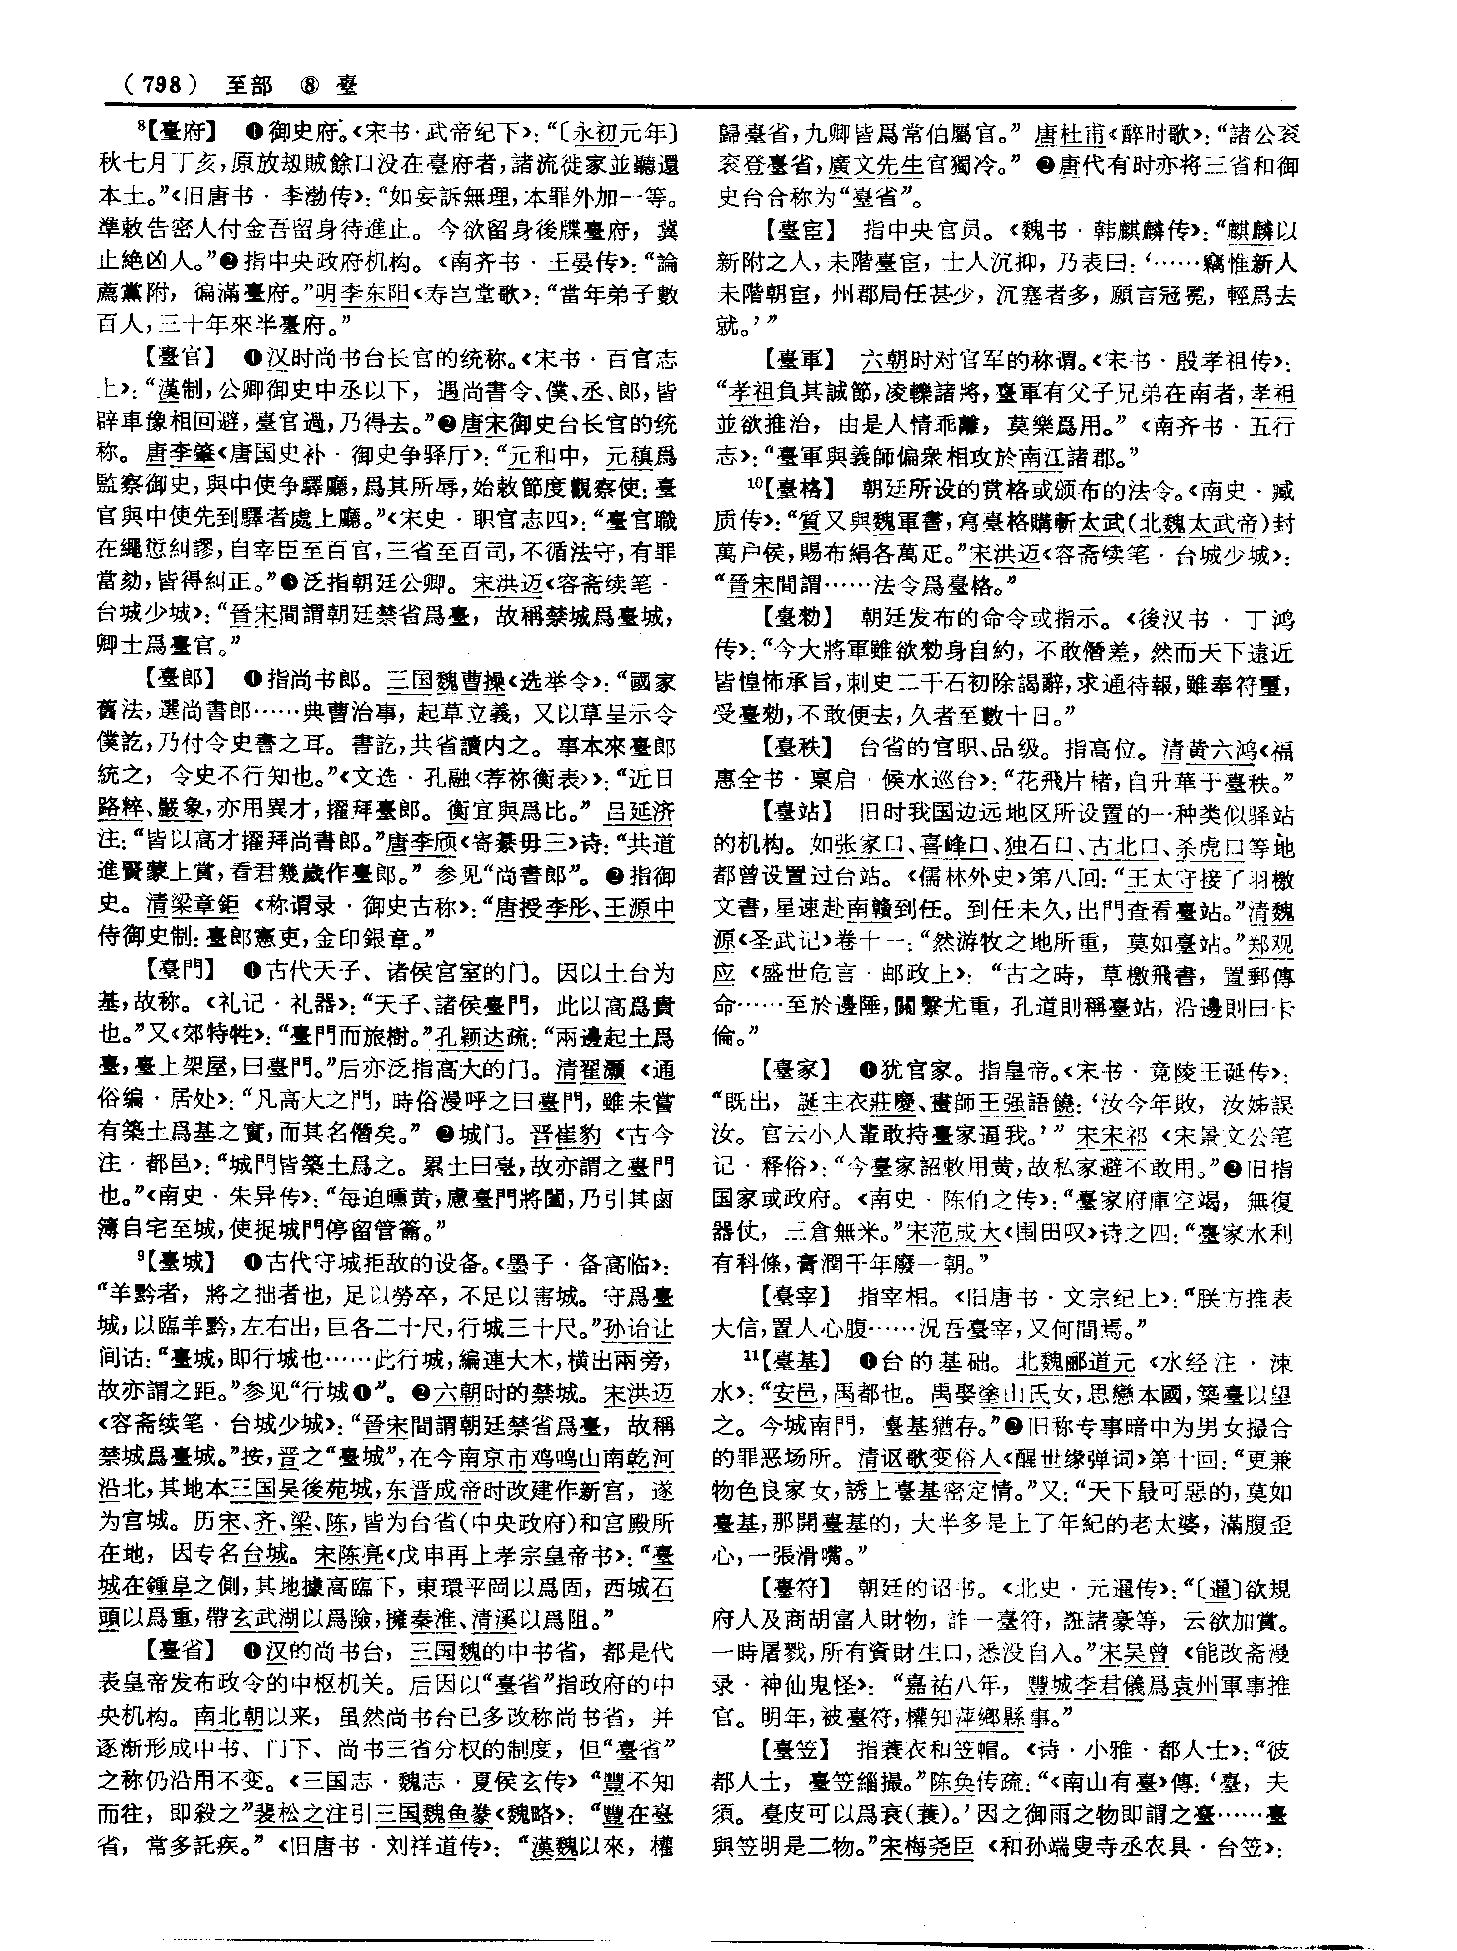 (798) 至部 ⑧ 臺
⁸【臺府】 ❶御史府。《宋书·武帝纪下》：“〔永初元年〕
秋七月丁亥，原放刼賊餘口没在臺府者，諸流徙家並聽還
本土。”《旧唐书·李渤传》：“如妄訴無理，本罪外加一等。
準敕告密人付金吾留身待進止。今欲留身後牒臺府，冀
止絶凶人。”❷指中央政府机构。《南齐书·王晏传》：“論
薦黨附，徧滿臺府。”明李东阳《寿岂堂歌》：“當年弟子數
百人，三十年來半臺府。”
【臺官】 ❶汉时尚书台长官的统称。《宋书·百官志
上》：“漢制，公卿御史中丞以下，遇尚書令、僕、丞、郎，皆
辟車豫相回避，臺官過，乃得去。”❷唐宋御史台长官的统
称。唐李肇《唐国史补·御史争驿厅》：“元和中，元稹爲
監察御史，與中使争驛廳，爲其所辱，始敕節度觀察使：臺
官與中使先到驛者處上廳。”《宋史·职官志四》：“臺官職
在繩愆糾謬，自宰臣至百官，三省至百司，不循法守，有罪
當劾，皆得糾正。”❸泛指朝廷公卿。宋洪迈《容斋续笔·
台城少城》：“晉宋間謂朝廷禁省爲臺，故稱禁城爲臺城，
卿士爲臺官。”
【臺郎】 ❶指尚书郎。三国魏曹操《选举令》：“國家
舊法，選尚書郎……典曹治事，起草立義，又以草呈示令
僕訖，乃付令史書之耳。書訖，共省讀内之。事本來臺郎
統之，令史不行知也。”《文选·孔融〈荐祢衡表〉》：“近日
路粹、嚴象，亦用異才，擢拜臺郎。衡宜與爲比。”吕延济
注：“皆以高才擢拜尚書郎。”唐李颀《寄綦毋三》诗：“共道
進賢蒙上賞，看君幾歲作臺郎。”参见“尚書郎”。❷指御
史。清梁章鉅《称谓录·御史古称》：“唐授李彤、王源中
侍御史制：臺郎憲吏，金印銀章。”
【臺門】 ❶古代天子、诸侯宫室的门。因以土台为
基，故称。《礼记·礼器》：“天子、諸侯臺門，此以高爲貴
也。”又《郊特牲》：“臺門而旅樹。”孔颖达疏：“兩邊起土爲
臺，臺上架屋，曰臺門。”后亦泛指高大的门。清翟灏《通
俗编·居处》：“凡高大之門，時俗漫呼之曰臺門，雖未嘗
有築土爲基之實，而其名僭矣。”❷城门。晋崔豹《古今
注·都邑》：“城門皆築土爲之。累土曰臺，故亦謂之臺門
也。”《南史·朱异传》：“每迫曛黄，慮臺門將闔，乃引其鹵
簿自宅至城，使捉城門停留管籥。”
⁹【臺城】 ❶古代守城拒敌的设备。《墨子·备高临》：
“羊黔者，將之拙者也，足以勞卒，不足以害城。守爲臺
城，以臨羊黔，左右出，巨各二十尺，行城三十尺。”孙诒让
间诂：“臺城，即行城也……此行城，編連大木，横出兩旁，
故亦謂之距。”参见“行城❶”。❷六朝时的禁城。宋洪迈
《容斋续笔·台城少城》：“晉宋間謂朝廷禁省爲臺，故稱
禁城爲臺城。”按，晋之“臺城”，在今南京市鸡鸣山南乾河
沿北，其地本三国吴後苑城，东晋成帝时改建作新宫，遂
为宫城。历宋、齐、梁、陈，皆为台省(中央政府)和宫殿所
在地，因专名台城。宋陈亮《戊申再上孝宗皇帝书》：“臺
城在鍾阜之側，其地據高臨下，東環平岡以爲固，西城石
頭以爲重，帶玄武湖以爲險，擁秦淮、清溪以爲阻。”
【臺省】 ❶汉的尚书台，三国魏的中书省，都是代
表皇帝发布政令的中枢机关。后因以“臺省”指政府的中
央机构。南北朝以来，虽然尚书台已多改称尚书省，并
逐渐形成中书、门下、尚书三省分权的制度，但“臺省”
之称仍沿用不变。《三国志·魏志·夏侯玄传》“豐不知
而往，即殺之”裴松之注引三国魏鱼豢《魏略》：“豐在臺
省，常多託疾。”《旧唐书·刘祥道传》：“漢魏以來，權
歸臺省，九卿皆爲常伯屬官。”唐杜甫《醉时歌》：“諸公衮
衮登臺省，廣文先生官獨冷。”❷唐代有时亦将三省和御
史台合称为“臺省”。
【臺宦】 指中央官员。《魏书·韩麒麟传》：“麒麟以
新附之人，未階臺宦，士人沉抑，乃表曰：‘……竊惟新人
未階朝宦，州郡局任甚少，沉塞者多，願言冠冕，輕爲去
就。’”
【臺軍】 六朝时对官军的称谓。《宋书·殷孝祖传》：
“孝祖負其誠節，凌轢諸將，臺軍有父子兄弟在南者，孝祖
並欲推治，由是人情乖離，莫樂爲用。”《南齐书·五行
志》：“臺軍與義師偏衆相攻於南江諸郡。”
¹⁰【臺格】 朝廷所设的赏格或颁布的法令。《南史·臧
质传》：“質又與魏軍書，寫臺格購斬太武(北魏太武帝)封
萬户侯，賜布絹各萬疋。”宋洪迈《容斋续笔·台城少城》：
“晉宋間謂……法令爲臺格。”
【臺勑】 朝廷发布的命令或指示。《後汉书·丁鸿
传》：“今大將軍雖欲勑身自約，不敢僭差，然而天下遠近
皆惶怖承旨，刺史二千石初除謁辭，求通待報，雖奉符璽，
受臺勑，不敢便去，久者至數十日。”
【臺秩】 台省的官职、品级。指高位。清黄六鸿《福
惠全书·禀启·候水巡台》：“花飛片楮，自升華于臺秩。”
【臺站】 旧时我国边远地区所设置的一种类似驿站
的机构。如张家口、喜峰口、独石口、古北口、杀虎口等地
都曾设置过台站。《儒林外史》第八回：“王太守接了羽檄
文書，星速赴南贛到任。到任未久，出門查看臺站。”清魏
源《圣武记》卷十一：“然游牧之地所重，莫如臺站。”郑观
应《盛世危言·邮政上》：“古之時，草檄飛書，置郵傳
命……至於邊陲，關繫尤重，孔道則稱臺站，沿邊則曰卡
倫。”
【臺家】 ❶犹官家。指皇帝。《宋书·竟陵王诞传》：
“既出，誕主衣莊慶、畫師王强語饒：‘汝今年敗，汝姊誤
汝。官云小人輩敢持臺家逼我。’”宋宋祁《宋景文公笔
记·释俗》：“今臺家詔敕用黄，故私家避不敢用。”❷旧指
国家或政府。《南史·陈伯之传》：“臺家府庫空竭，無復
器仗，三倉無米。”宋范成大《围田叹》诗之四：“臺家水利
有科條，膏潤千年廢一朝。”
【臺宰】 指宰相。《旧唐书·文宗纪上》：“朕方推表
大信，置人心腹……況吾臺宰，又何間焉。”
¹¹【臺基】 ❶台的基础。北魏郦道元《水经注·涑
水》：“安邑，禹都也。禹娶塗山氏女，思戀本國，築臺以望
之。今城南門，臺基猶存。”❷旧称专事暗中为男女撮合
的罪恶场所。清讴歌变俗人《醒世缘弹词》第十回：“更兼
物色良家女，誘上臺基密定情。”又：“天下最可惡的，莫如
臺基，那開臺基的，大半多是上了年紀的老太婆，滿腹歪
心，一張滑嘴。”
【臺符】 朝廷的诏书。《北史·元暹传》：“〔暹〕欲規
府人及商胡富人財物，詐一臺符，誑諸豪等，云欲加賞。
一時屠戮，所有資財生口，悉没自入。”宋吴曾《能改斋漫
录·神仙鬼怪》：“嘉祐八年，豐城李君儀爲袁州軍事推
官。明年，被臺符，權知萍鄉縣事。”
【臺笠】 指蓑衣和笠帽。《诗·小雅·都人士》：“彼
都人士，臺笠緇撮。”陈奂传疏：“《南山有臺》傳：‘臺，夫
須。臺皮可以爲衰(蓑)。’因之御雨之物即謂之臺……臺
與笠明是二物。”宋梅尧臣《和孙端叟寺丞农具·台笠》：